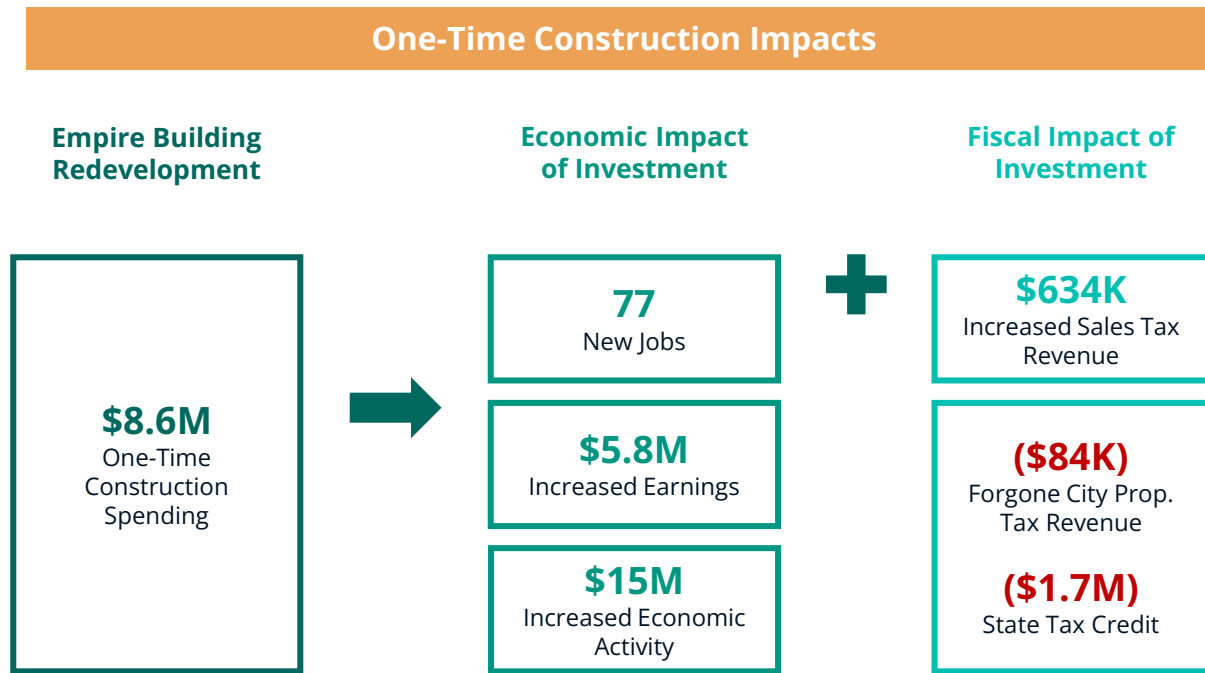 One-Time Construction Impacts
Empire Building
Redevelopment
$8.6M
One-Time
Construction
Spending
Economic Impact
of Investment
77
New Jobs
$5.8M
Increased Earnings
$15M
Increased Economic
Activity
Fiscal Impact of
Investment
$634K
Increased Sales Tax
Revenue
($84K)
Forgone City Prop.
Tax Revenue
($1.7M)
State Tax Credit